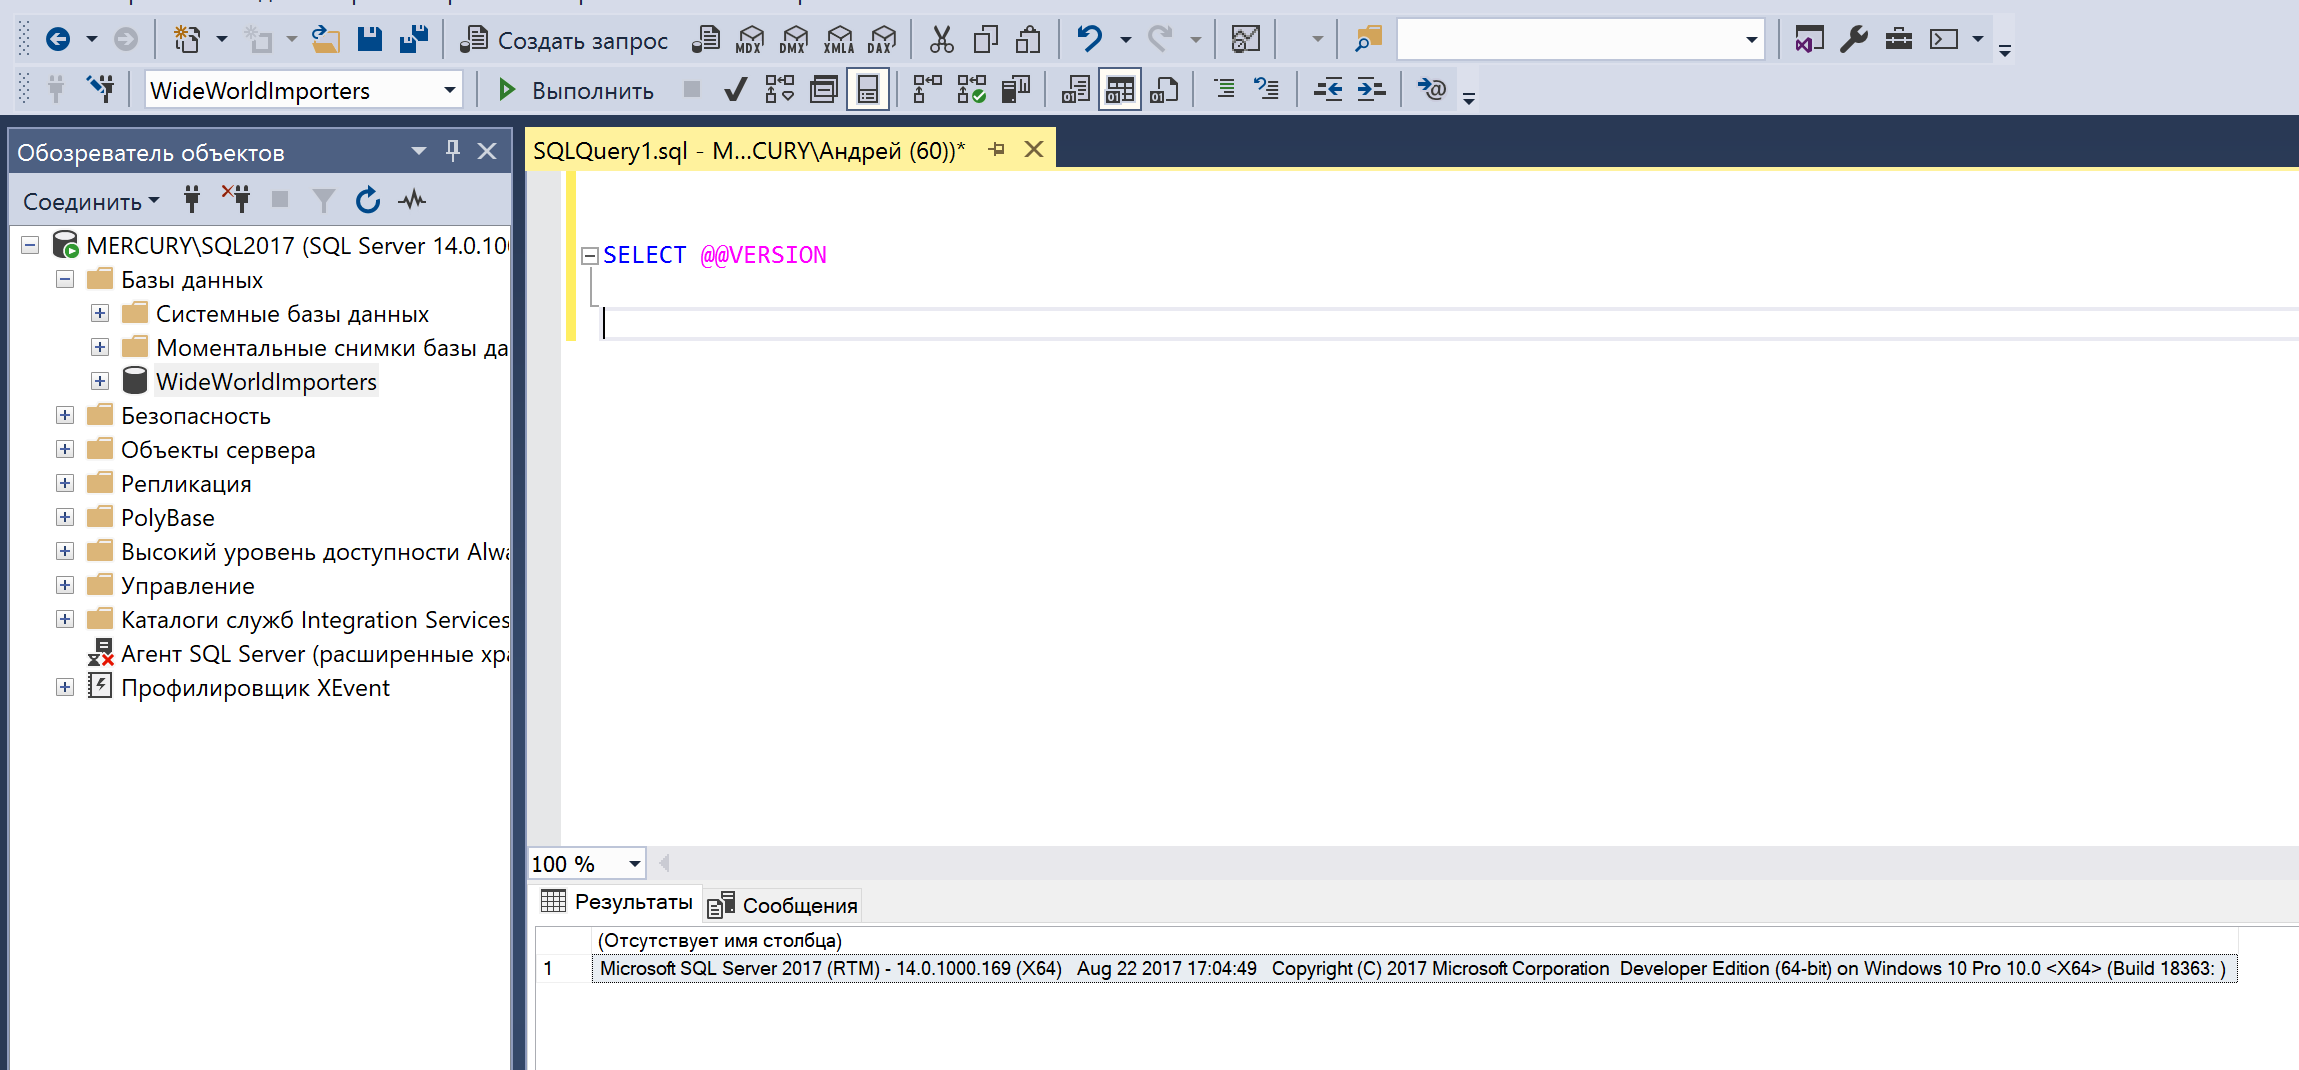 Создать запрос
MDX DMX XMLA DAX
WideWorldImporters
Выполнить
Обозреватель объектов
SQLQuery1.sql - M...CURY\Андрей (60))*
Соединить
MERCURY\SQL2017 (SQL Server 14.0.10
Базы данных
Системные базы данных
Моментальные снимки базы да
WideWorldImporters
Безопасность
Объекты сервера
Репликация
PolyBase
Высокий уровень доступности Alwa
Управление
Каталоги служб Integration Services
Агент SQL Server (расширенные хра
Профилировщик XEvent
SELECT @@VERSION
100 %
Результаты
Сообщения
(Отсутствует имя столбца)
1 Microsoft SQL Server 2017 (RTM) - 14.0.1000.169 (X64) Aug 22 2017 17:04:49 Copyright (C) 2017 Microsoft Corporation Developer Edition (64-bit) on Windows 10 Pro 10.0 <X64> (Build 18363: )